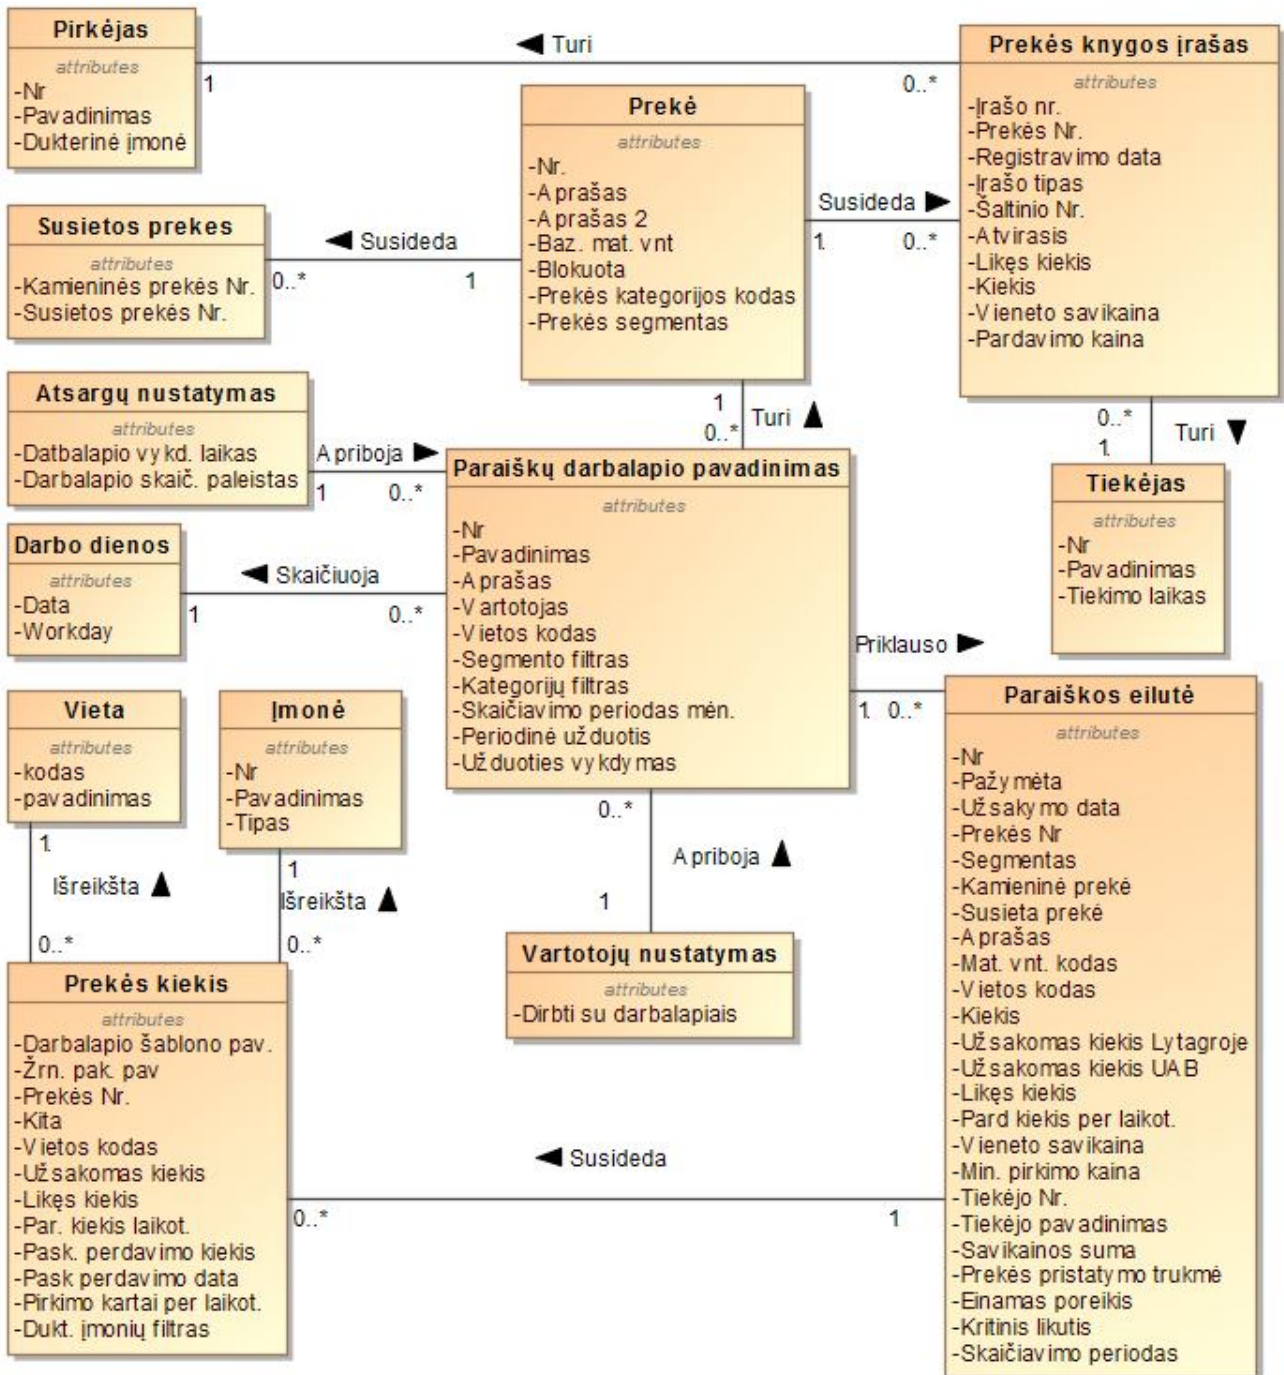 Pirkėjas
attributes
-Nr
-Pavadinimas
-Dukterinė įmonė
◄ Turi
1
0..*
Prekės knygos įrašas
attributes
-Įrašo nr.
-Prekės Nr.
-Registravimo data
-Įrašo tipas
-Šaltinio Nr.
-Atvirasis
-Likęs kiekis
-Kiekis
-Vieneto savikaina
-Pardavimo kaina
Prekė
attributes
-Nr.
-Aprašas
-Aprašas 2
-Baz. mat. vnt
-Blokuota
-Prekės kategorijos kodas
-Prekės segmentas
Susideda ►
1
0..*
Susietos prekes
attributes
-Kamieninės prekės Nr.
-Susietos prekės Nr.
◄ Susideda
0..*
1
Atsargų nustatymas
attributes
-Datbalapio vykd. laikas
-Darbalapio skaič. paleistas
Apriboja ►
1
0..*
1
0..*
Turi ▲
0..*
1
Turi ▼
Paraiškų darbalapio pavadinimas
attributes
-Nr
-Pavadinimas
-Aprašas
-Vartotojas
-Vietos kodas
-Segmento filtras
-Kategorijų filtras
-Skaičiavimo periodas mėn.
-Periodinė užduotis
-Užduoties vykdymas
Tiekėjas
attributes
-Nr
-Pavadinimas
-Tiekimo laikas
Darbo dienos
attributes
-Data
-Workday
◄ Skaičiuoja
1
0..*
Priklauso ►
1
0..*
Vieta
attributes
-kodas
-pavadinimas
Įmonė
attributes
-Nr
-Pavadinimas
-Tipas
Paraiškos eilutė
attributes
-Nr
-Pažymėta
-Užsakymo data
-Prekės Nr
-Segmentas
-Kamieninė prekė
-Susieta prekė
-Aprašas
-Mat. vnt. kodas
-Vietos kodas
-Kiekis
-Užsakomas kiekis Lytagroje
-Užsakomas kiekis UAB
-Likęs kiekis
-Pard kiekis per laikot.
-Vieneto savikaina
-Min. pirkimo kaina
-Tiekėjo Nr.
-Tiekėjo pavadinimas
-Savikainos suma
-Prekės pristatymo trukmė
-Einamas poreikis
-Kritinis likutis
-Skaičiavimo periodas
1
Išreikšta ▲
0..*
1
Išreikšta ▲
0..*
0..*
Apriboja ▲
1
Vartotojų nustatymas
attributes
-Dirbti su darbalapiais
Prekės kiekis
attributes
-Darbalapio šablono pav.
-Žrn. pak. pav
-Prekės Nr.
-Kita
-Vietos kodas
-Užsakomas kiekis
-Likęs kiekis
-Par. kiekis laikot.
-Pask. perdavimo kiekis
-Pask perdavimo data
-Pirkimo kartai per laikot.
-Dukt. įmonių filtras
◄ Susideda
0..*
1